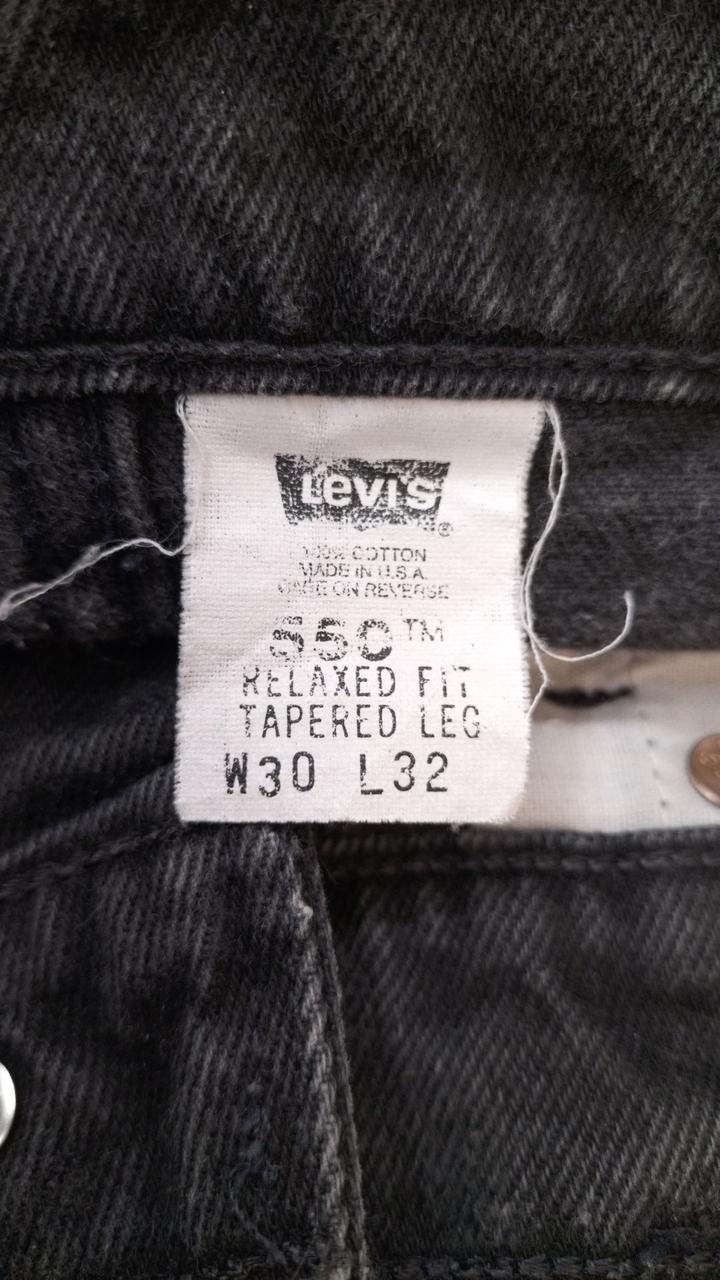 Levi's
®
100% COTTON
MADE IN U.S.A.
CARE ON REVERSE
550™
RELAXED FIT
TAPERED LEG
W30 L32